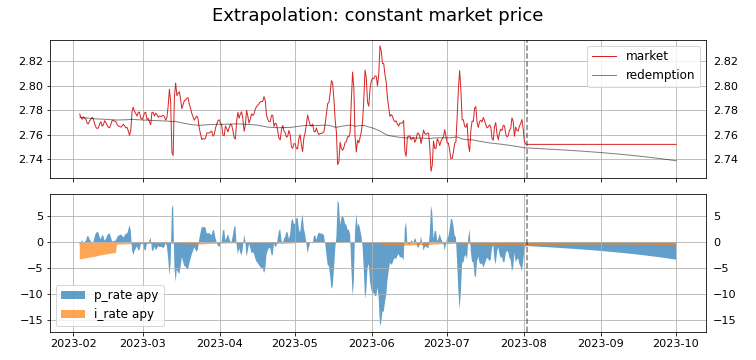 Extrapolation: constant market price
2.82 2.82
2.80 2.80
2.78 2.78
2.76 2.76
2.74 2.74
market
redemption
5 5
0 0
−5 −5
−10 −10
−15 −15
p_rate apy
i_rate apy
2023-02 2023-03 2023-04 2023-05 2023-06 2023-07 2023-08 2023-09 2023-10